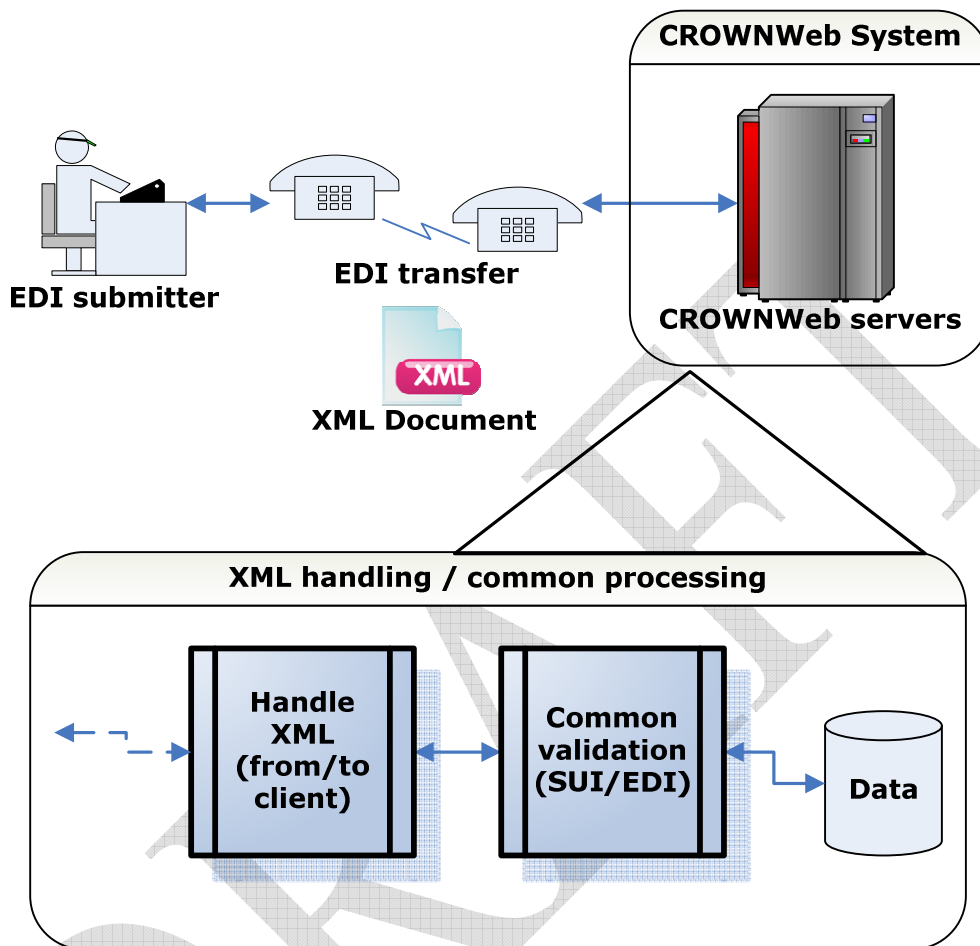 CROWNWeb System
EDI submitter
EDI transfer
CROWNWeb servers
XML
XML Document
XML handling / common processing
Handle
XML
(from/to
client)
Common
validation
(SUI/EDI)
Data
DRAFT